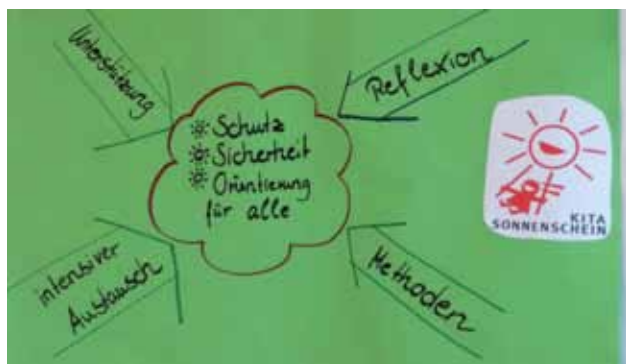 Unterstützung
Reflexion
Schutz
Sicherheit
Orientierung
für alle
KITA
SONNENSCHEIN
intensiver
Austausch
Methoden